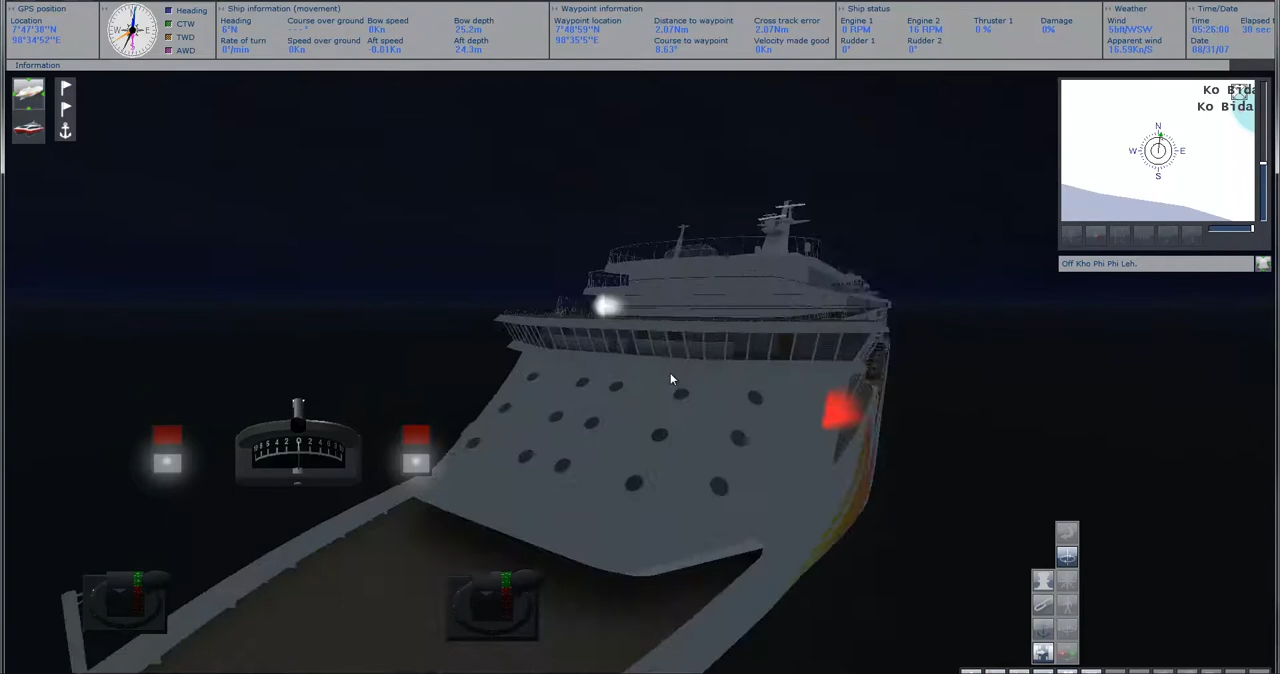 GPS position
Location
7°47'38''N
98°34'52''E
N
W E
S
Heading
CTW
TWD
AWD
Ship information (movement)
Heading Course over ground Bow speed Bow depth
6°N - - - ° 0Kn 25.2m
Rate of turn Speed over ground Aft speed Aft depth
0°/min 0Kn -0.01Kn 24.3m
Waypoint information
Waypoint location Distance to waypoint Cross track error
7°48'59''N 2.07Nm 2.07Nm
98°35'5''E Course to waypoint Velocity made good
8.63° 0Kn
Ship status
Engine 1 Engine 2 Thruster 1 Damage
0 RPM 16 RPM 0 % 0%
Rudder 1 Rudder 2
0° 0°
Weather
Wind
5bft/WSW
Apparent wind
16.59Kn/S
Time/Date
Time Elapsed t
05:26:00 30 sec
Date
08/31/07
Information
Ko Bida
Ko Bida
N
W E
S
Off Kho Phi Phi Leh.